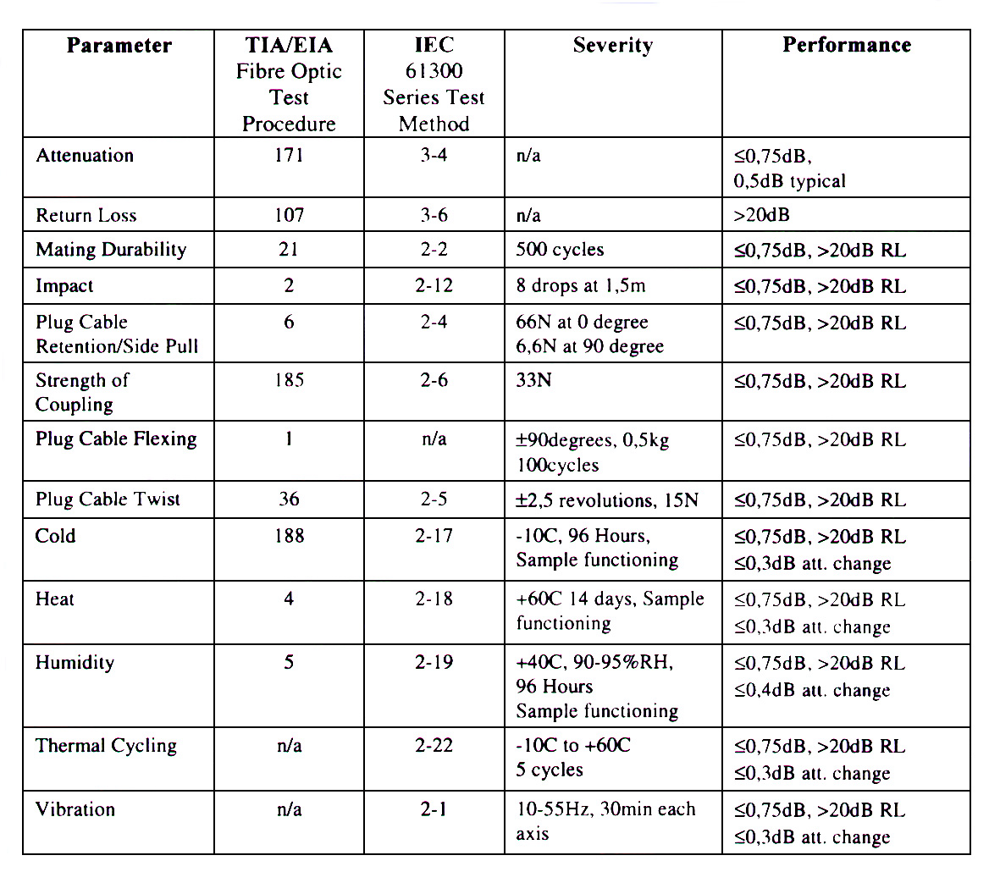 Parameter TIA/EIA Fibre Optic Test Procedure IEC 61300 Series Test Method Severity Performance
Attenuation 171 3-4 n/a ≤0,75dB, 0,5dB typical
Return Loss 107 3-6 n/a >20dB
Mating Durability 21 2-2 500 cycles ≤0,75dB, >20dB RL
Impact 2 2-12 8 drops at 1,5m ≤0,75dB, >20dB RL
Plug Cable Retention/Side Pull 6 2-4 66N at 0 degree 6,6N at 90 degree ≤0,75dB, >20dB RL
Strength of Coupling 185 2-6 33N ≤0,75dB, >20dB RL
Plug Cable Flexing 1 n/a ±90degrees, 0,5kg 100cycles ≤0,75dB, >20dB RL
Plug Cable Twist 36 2-5 ±2,5 revolutions, 15N ≤0,75dB, >20dB RL
Cold 188 2-17 -10C, 96 Hours, Sample functioning ≤0,75dB, >20dB RL ≤0,3dB att. change
Heat 4 2-18 +60C 14 days, Sample functioning ≤0,75dB, >20dB RL ≤0,3dB att. change
Humidity 5 2-19 +40C, 90-95%RH, 96 Hours Sample functioning ≤0,75dB, >20dB RL ≤0,4dB att. change
Thermal Cycling n/a 2-22 -10C to +60C 5 cycles ≤0,75dB, >20dB RL ≤0,3dB att. change
Vibration n/a 2-1 10-55Hz, 30min each axis ≤0,75dB, >20dB RL ≤0,3dB att. change